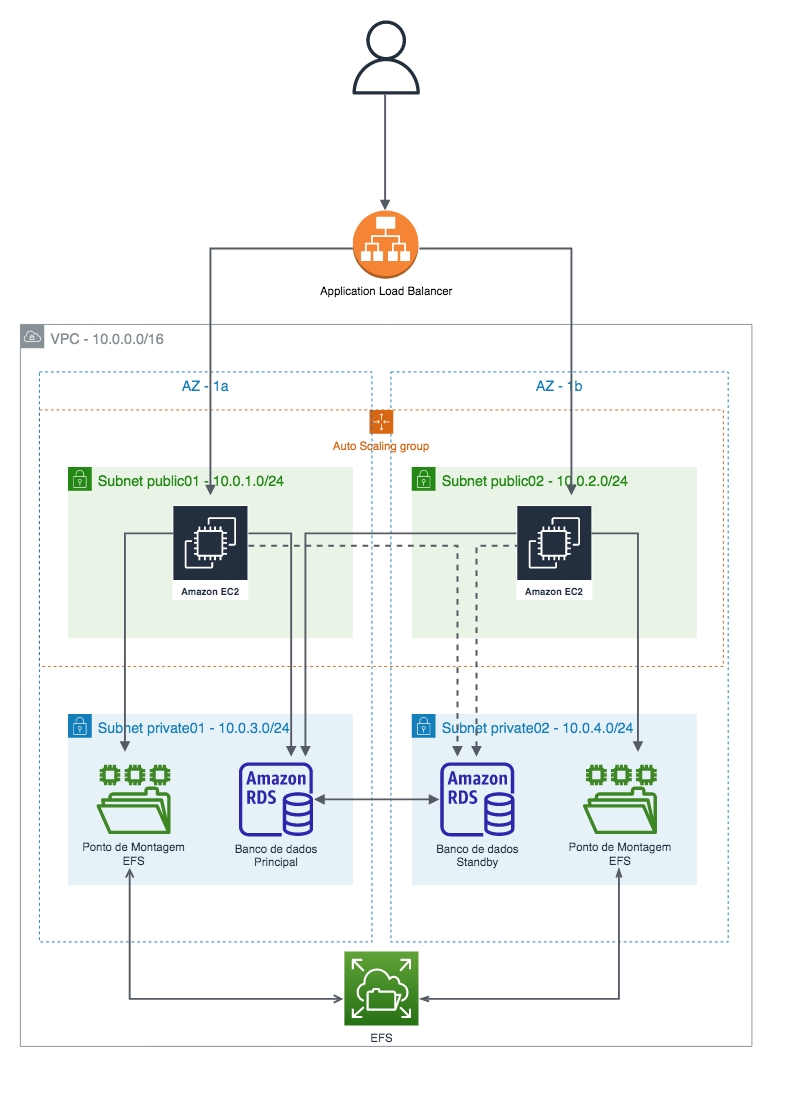 Application Load Balancer
VPC - 10.0.0.0/16
AZ - 1a
AZ - 1b
Auto Scaling group
Subnet public01 - 10.0.1.0/24
Subnet public02 - 10.0.2.0/24
Amazon EC2
Amazon EC2
Subnet private01 - 10.0.3.0/24
Subnet private02 - 10.0.4.0/24
Amazon
RDS
Amazon
RDS
Ponto de Montagem
EFS
Banco de dados
Principal
Banco de dados
Standby
Ponto de Montagem
EFS
EFS